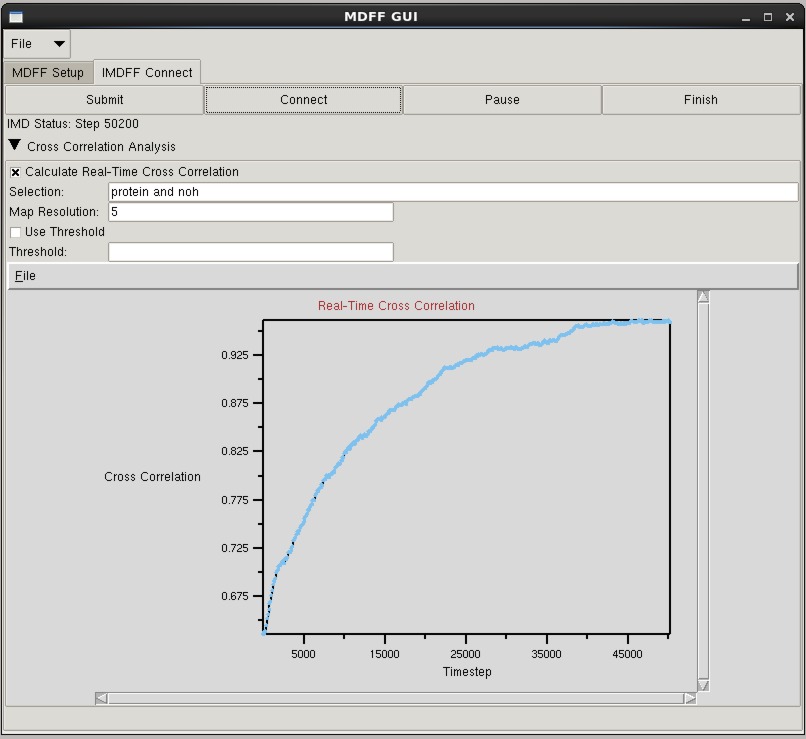 MDFF GUI
File
MDFF Setup IMDFF Connect
Submit Connect Pause Finish
IMD Status: Step 50200
Cross Correlation Analysis
Calculate Real-Time Cross Correlation
Selection: protein and noh
Map Resolution: 5
Use Threshold
Threshold:
File
Real-Time Cross Correlation
0.925
0.875
0.825
Cross Correlation
0.775
0.725
0.675
5000 15000 25000 35000 45000
Timestep